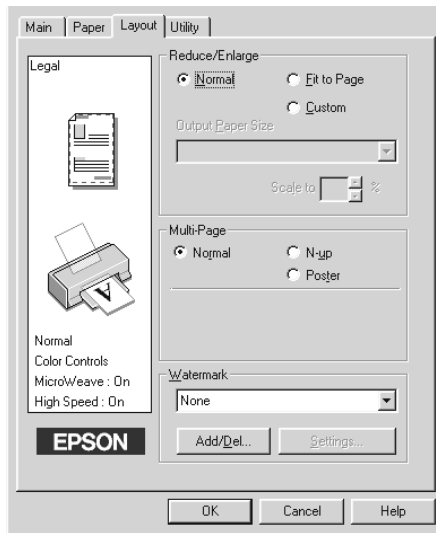 Main Paper Layout Utility
Legal
Normal
Color Controls
MicroWeave : On
High Speed : On
EPSON
Reduce/Enlarge
Normal Fit to Page
Custom
Output Paper Size
Scale to %
Multi-Page
Normal N-up
Poster
Watermark
None
Add/Del... Settings...
OK Cancel Help